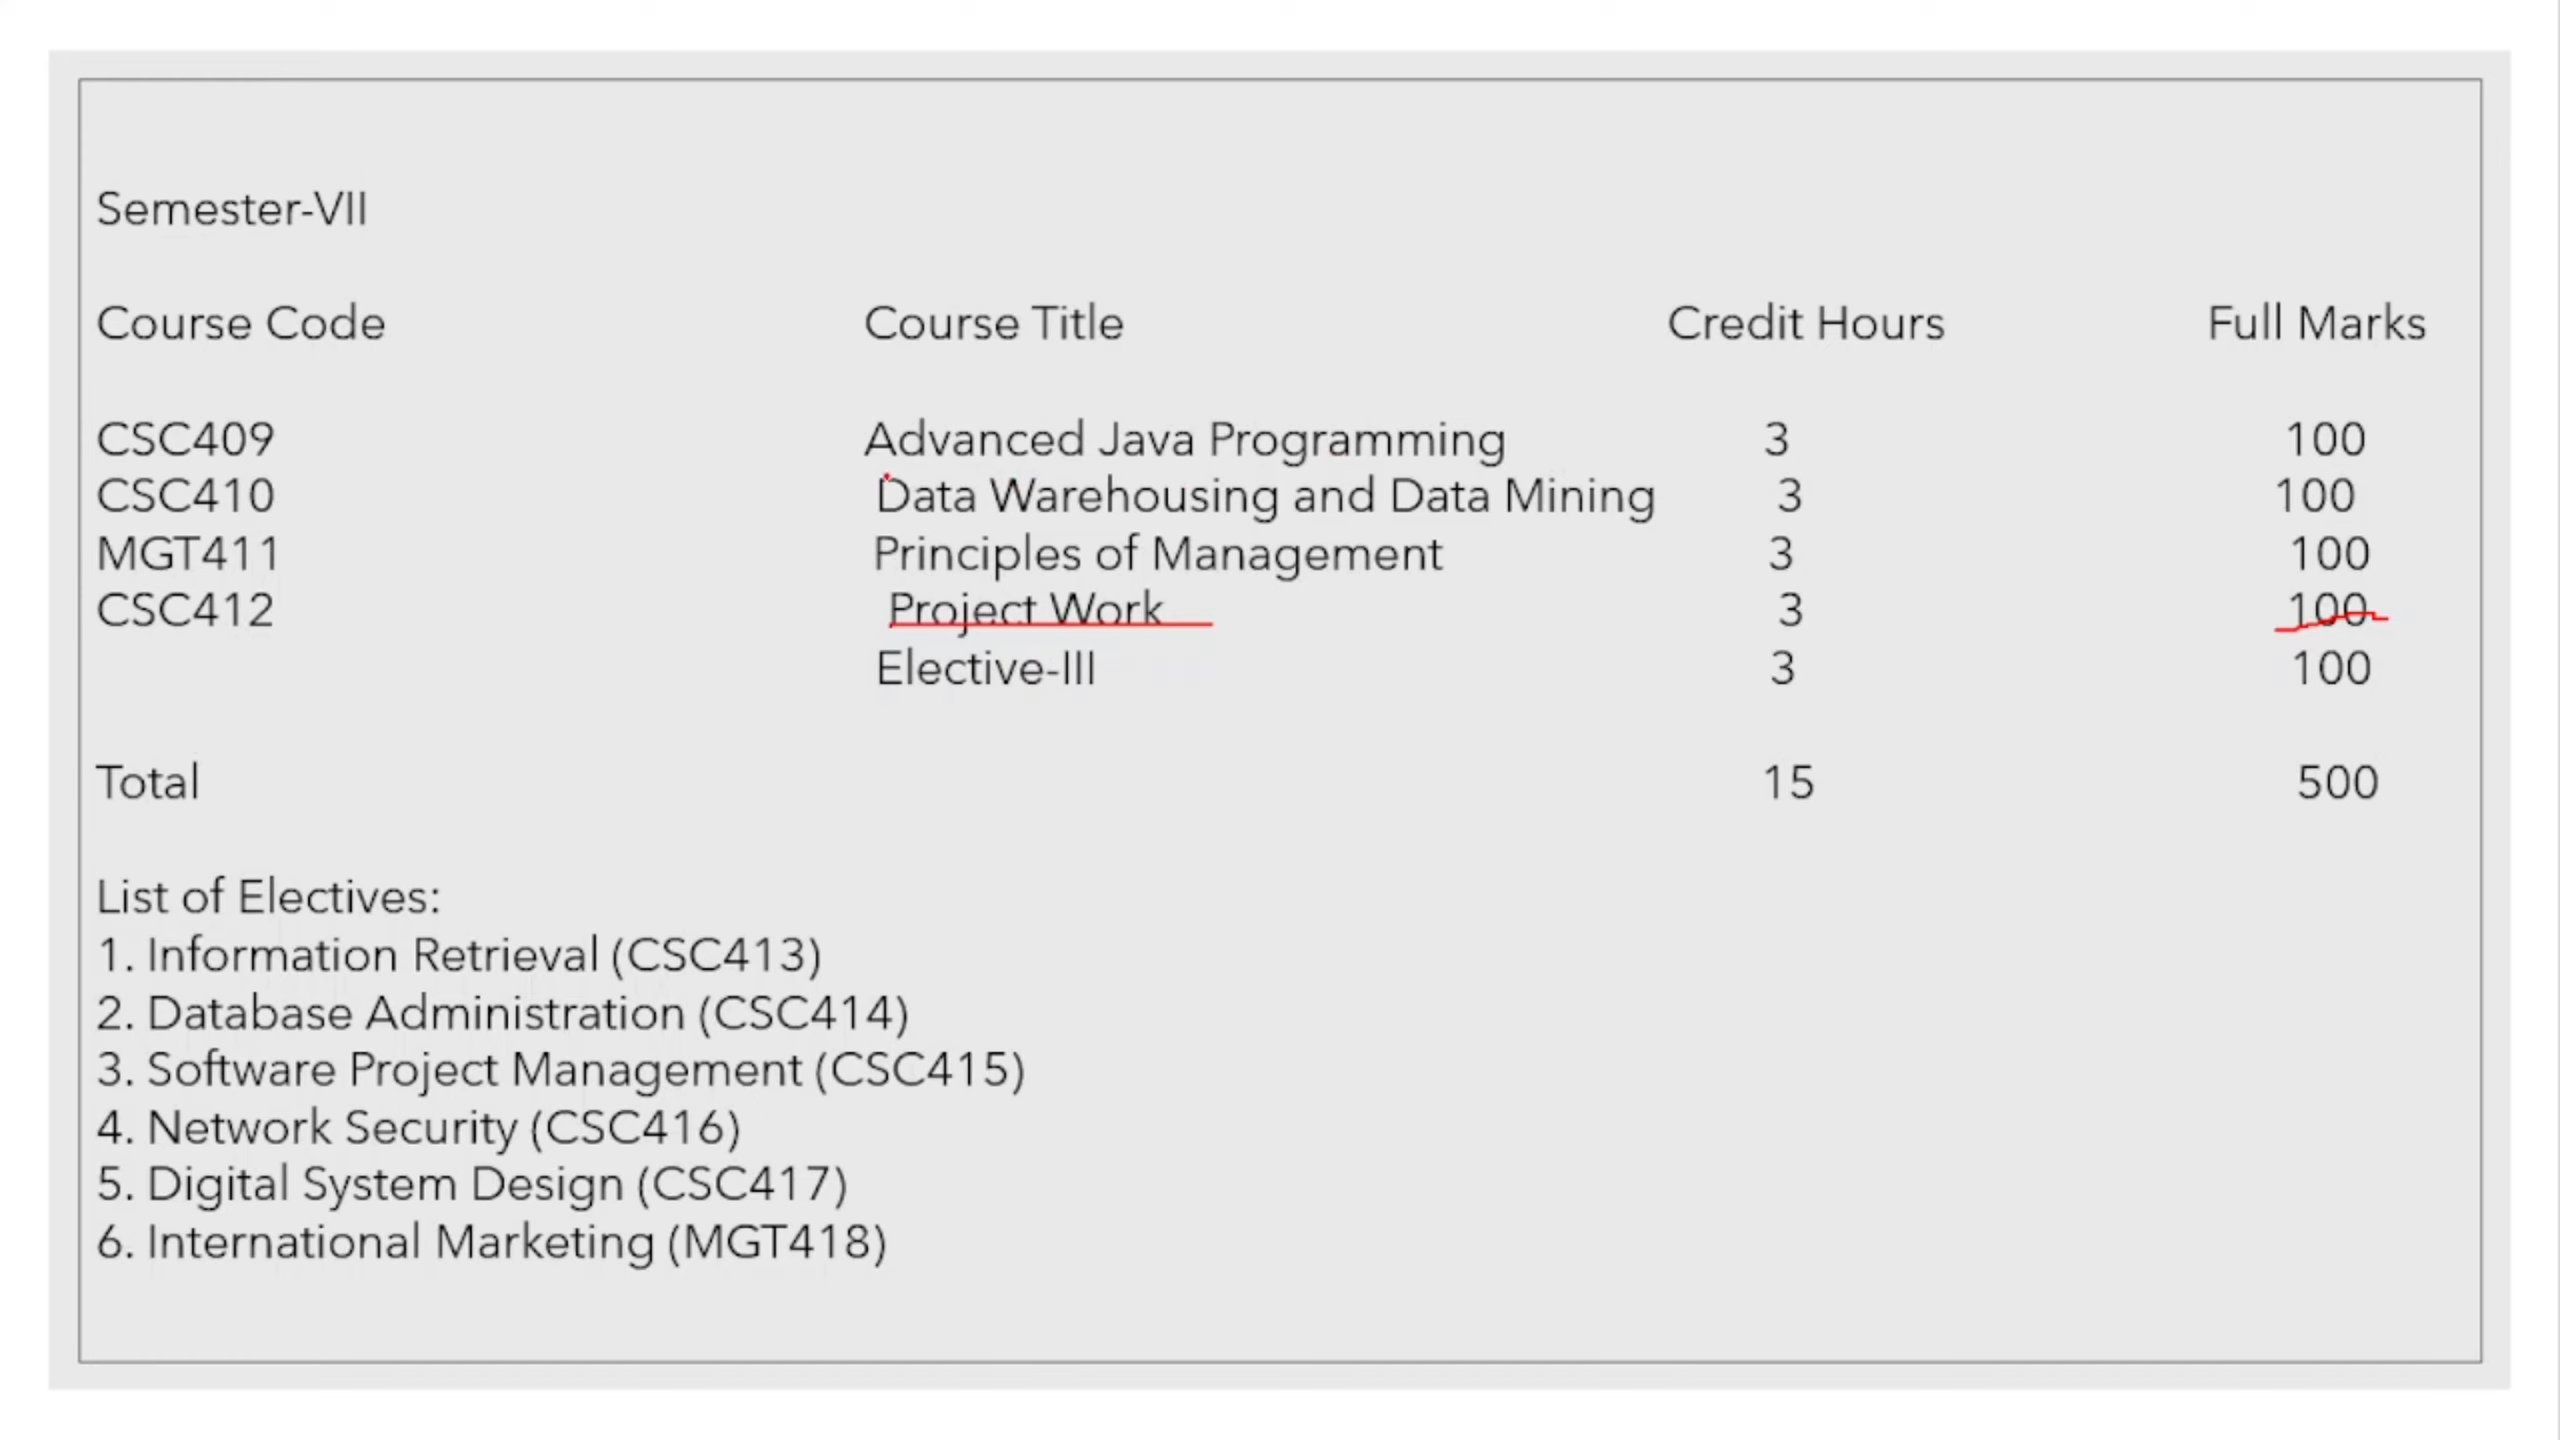 Semester-VII
Course Code Course Title Credit Hours Full Marks
CSC409 Advanced Java Programming 3 100
CSC410 Data Warehousing and Data Mining 3 100
MGT411 Principles of Management 3 100
CSC412 Project Work 3 100
Elective-III 3 100
Total 15 500
List of Electives:
1. Information Retrieval (CSC413)
2. Database Administration (CSC414)
3. Software Project Management (CSC415)
4. Network Security (CSC416)
5. Digital System Design (CSC417)
6. International Marketing (MGT418)